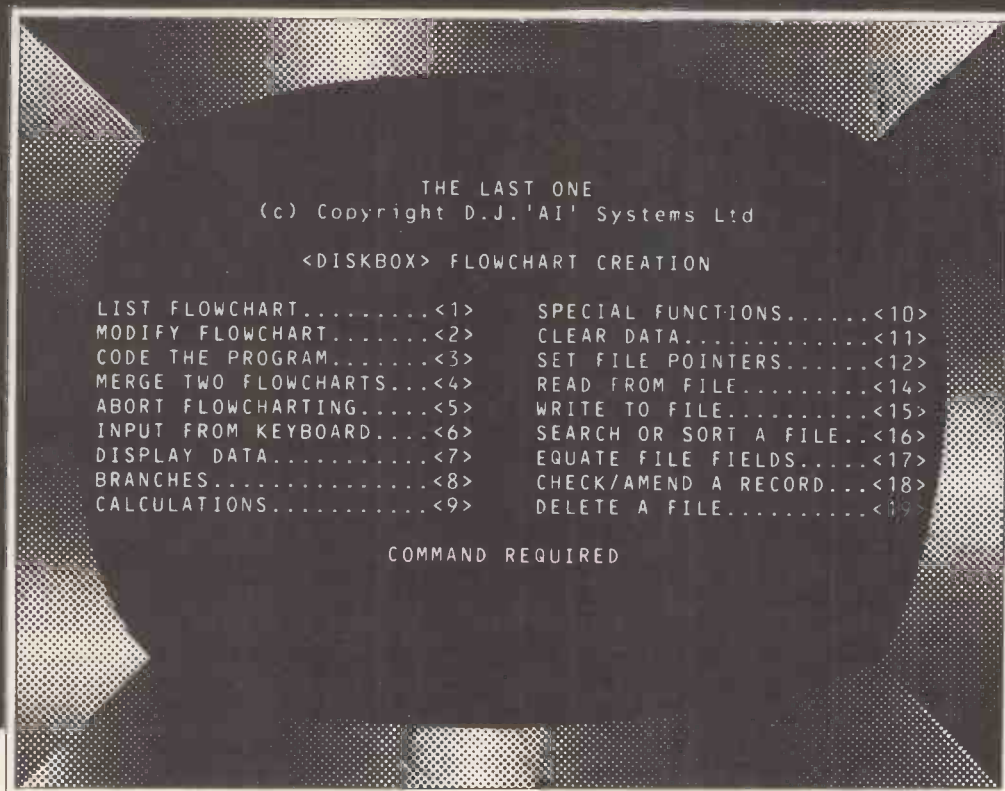 THE LAST ONE
(c) Copyright D.J.'AI' Systems Ltd
<DISKBOX> FLOWCHART CREATION
LIST FLOWCHART.........<1>
MODIFY FLOWCHART.......<2>
CODE THE PROGRAM.......<3>
MERGE TWO FLOWCHARTS...<4>
ABORT FLOWCHARTING.....<5>
INPUT FROM KEYBOARD....<6>
DISPLAY DATA...........<7>
BRANCHES...............<8>
CALCULATIONS...........<9>
SPECIAL FUNCTIONS......<10>
CLEAR DATA.............<11>
SET FILE POINTERS......<12>
READ FROM FILE.........<14>
WRITE TO FILE..........<15>
SEARCH OR SORT A FILE..<16>
EQUATE FILE FIELDS.....<17>
CHECK/AMEND A RECORD...<18>
DELETE A FILE..........<19>
COMMAND REQUIRED